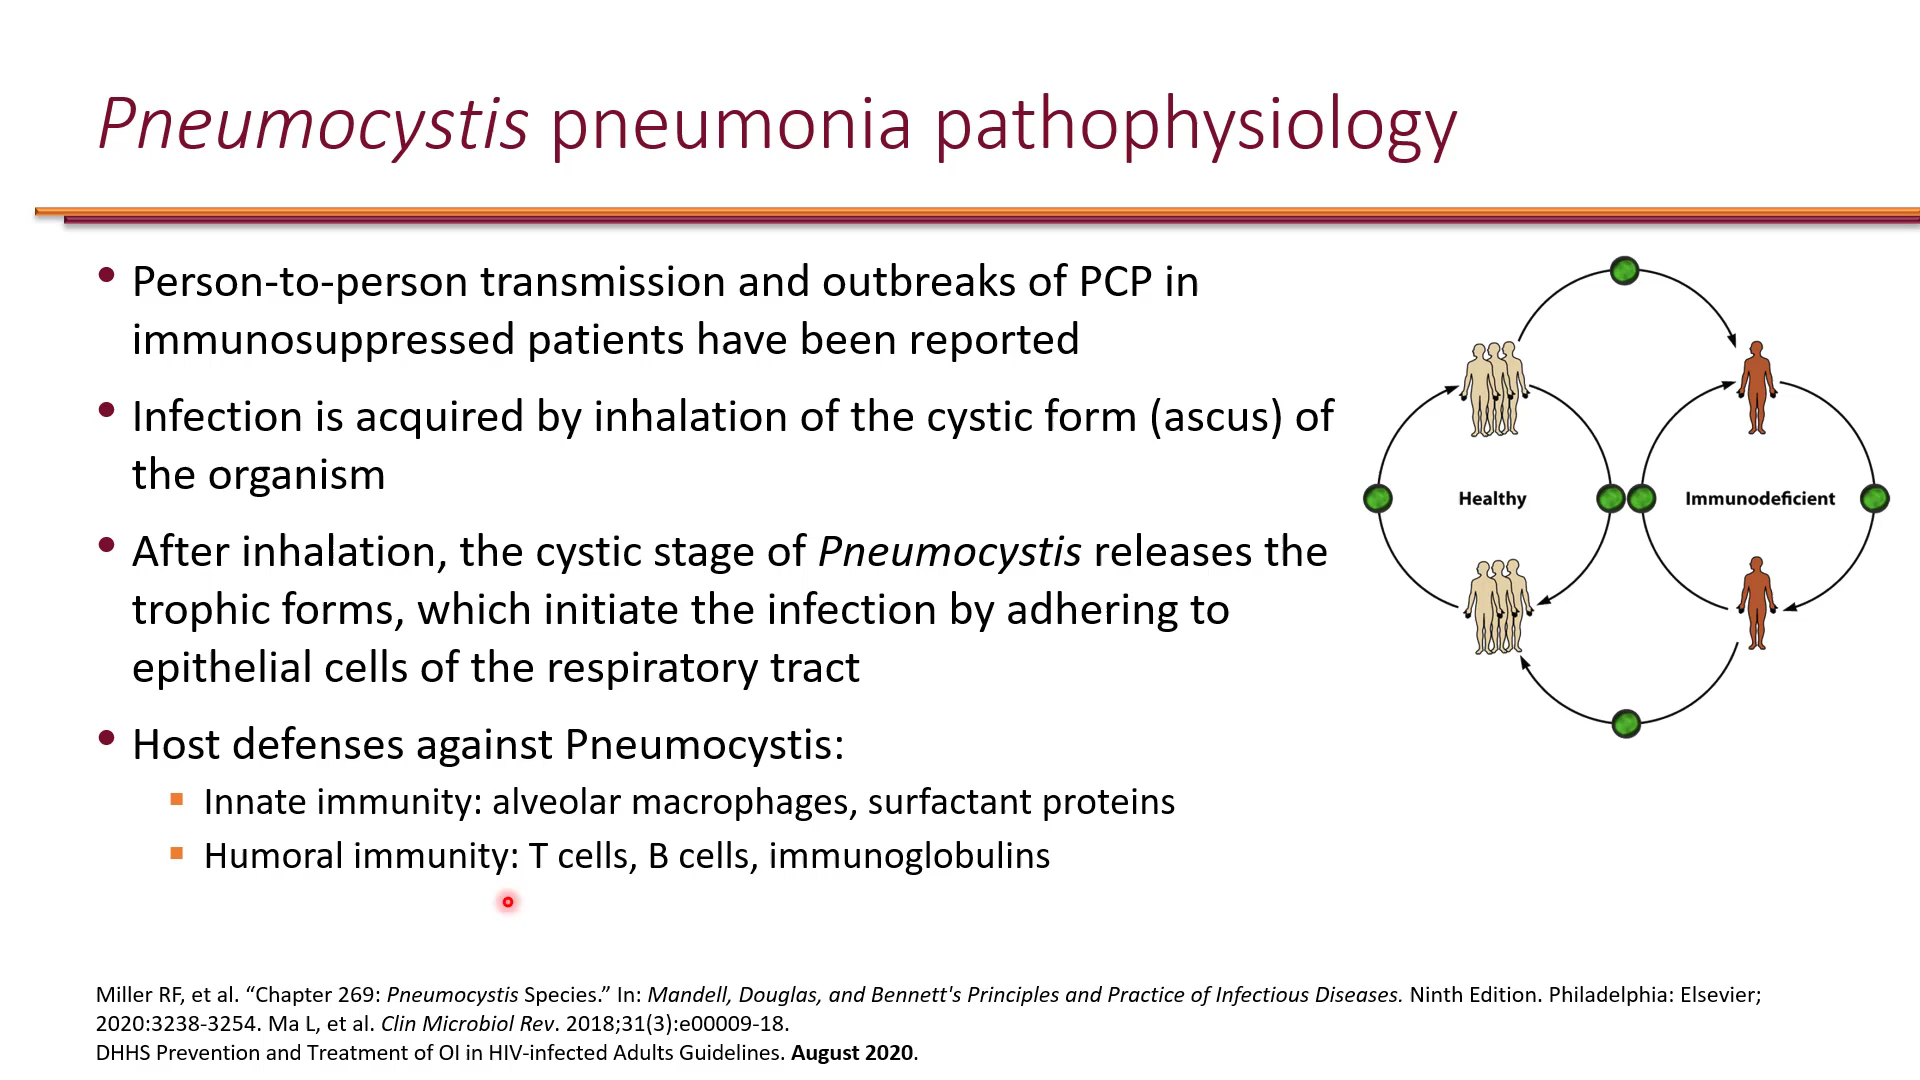 Pneumocystis pneumonia pathophysiology
• Person-to-person transmission and outbreaks of PCP in
immunosuppressed patients have been reported
• Infection is acquired by inhalation of the cystic form (ascus) of
the organism
• After inhalation, the cystic stage of Pneumocystis releases the
trophic forms, which initiate the infection by adhering to
epithelial cells of the respiratory tract
• Host defenses against Pneumocystis:
▪ Innate immunity: alveolar macrophages, surfactant proteins
▪ Humoral immunity: T cells, B cells, immunoglobulins
Healthy
Immunodeficient
Miller RF, et al. “Chapter 269: Pneumocystis Species.” In: Mandell, Douglas, and Bennett's Principles and Practice of Infectious Diseases. Ninth Edition. Philadelphia: Elsevier;
2020:3238-3254. Ma L, et al. Clin Microbiol Rev. 2018;31(3):e00009-18.
DHHS Prevention and Treatment of OI in HIV-infected Adults Guidelines. August 2020.